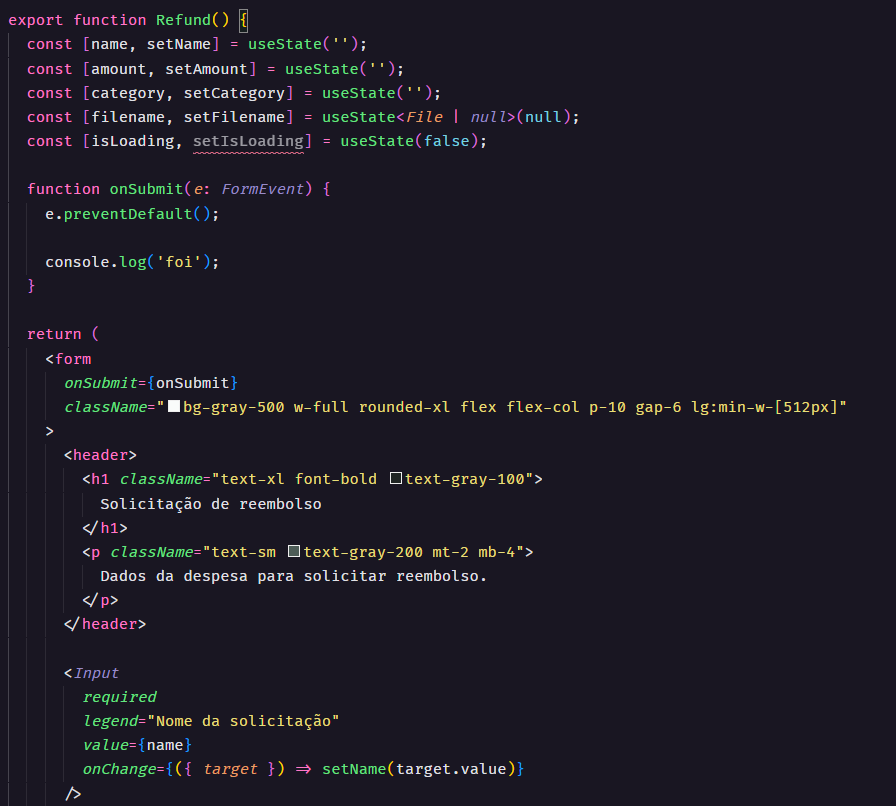 export function Refund() {
const [name, setName] = useState('');
const [amount, setAmount] = useState('');
const [category, setCategory] = useState('');
const [filename, setFilename] = useState<File | null>(null);
const [isLoading, setIsLoading] = useState(false);
function onSubmit(e: FormEvent) {
e.preventDefault();
console.log('foi');
}
return (
<form
onSubmit={onSubmit}
className="bg-gray-500 w-full rounded-xl flex flex-col p-10 gap-6 lg:min-w-[512px]"
>
<header>
<h1 className="text-xl font-bold text-gray-100">
Solicitação de reembolso
</h1>
<p className="text-sm text-gray-200 mt-2 mb-4">
Dados da despesa para solicitar reembolso.
</p>
</header>
<Input
required
legend="Nome da solicitação"
value={name}
onChange={({ target }) => setName(target.value)}
/>